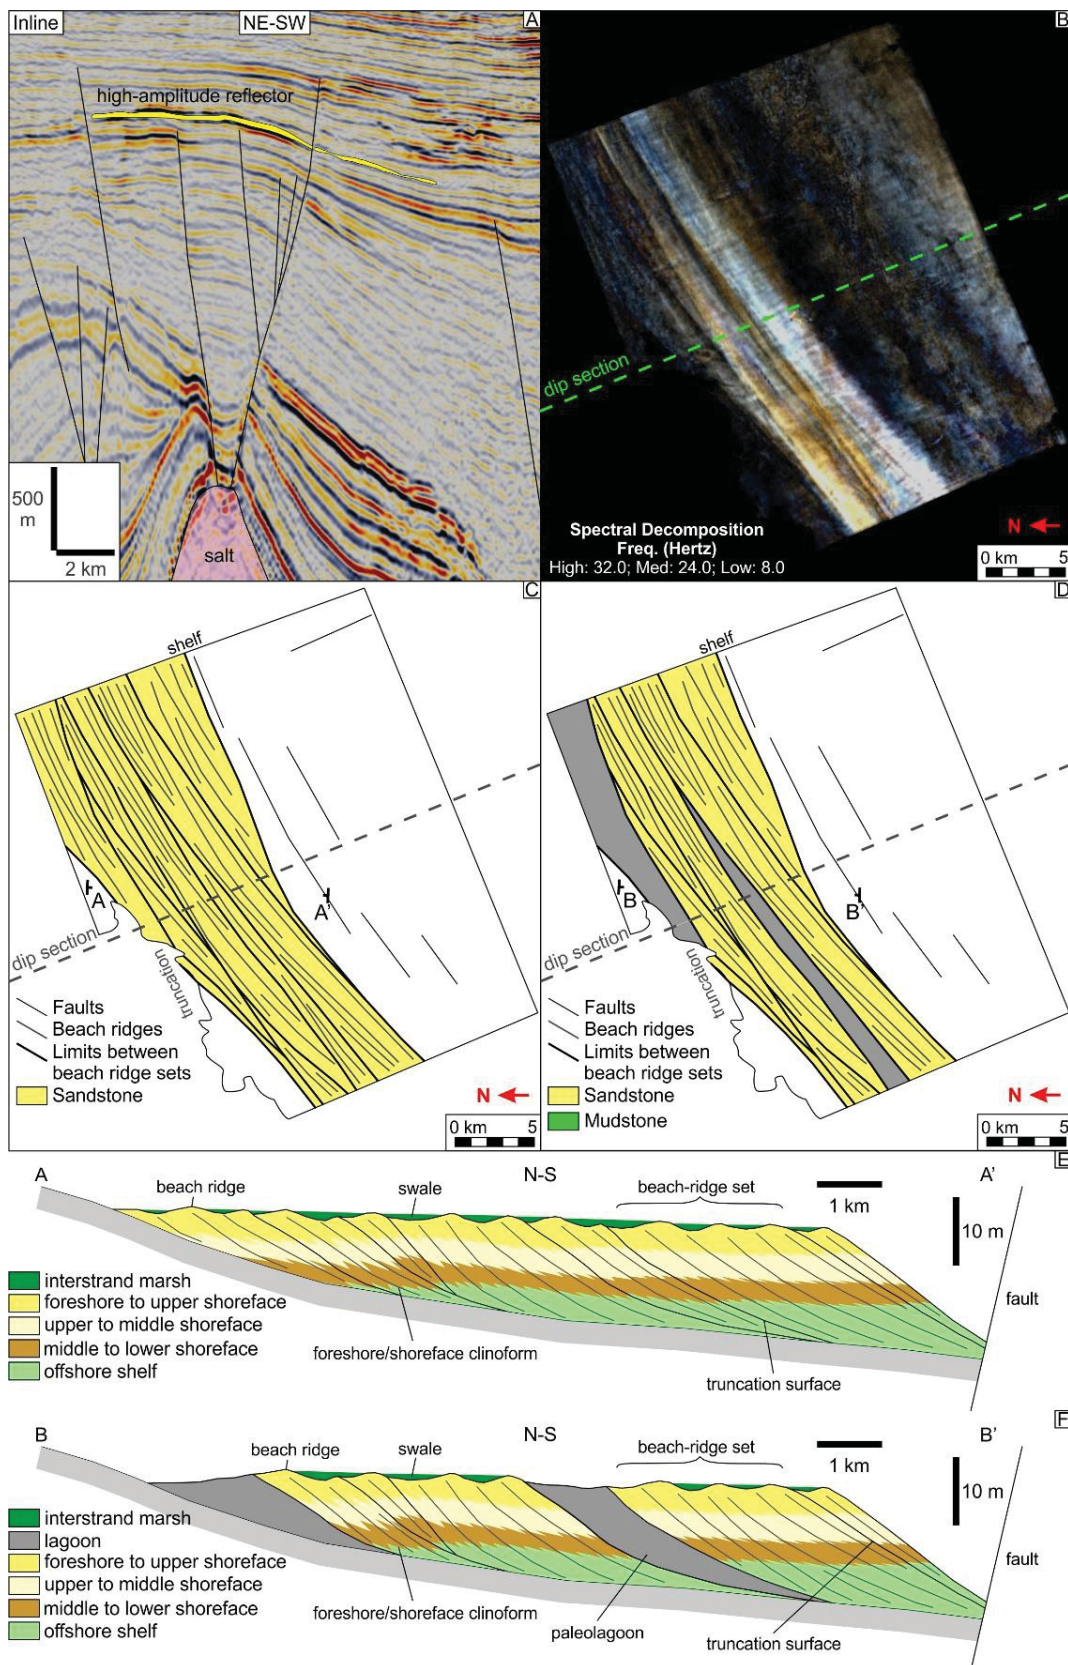 Inline
NE-SW
A
high-amplitude reflector
500
m
2 km
salt
B
dip section
Spectral Decomposition
Freq. (Hertz)
High: 32.0; Med: 24.0; Low: 8.0
N
0 km 5
C
shelf
A
A'
dip section
truncation
Faults
Beach ridges
Limits between
beach ridge sets
Sandstone
N
0 km 5
D
shelf
B
B'
dip section
truncation
Faults
Beach ridges
Limits between
beach ridge sets
Sandstone
Mudstone
N
0 km 5
E
A
N-S
A'
beach ridge
swale
beach-ridge set
1 km
10 m
interstrand marsh
foreshore to upper shoreface
upper to middle shoreface
middle to lower shoreface
offshore shelf
foreshore/shoreface clinoform
truncation surface
fault
F
B
N-S
B'
beach ridge
swale
beach-ridge set
1 km
10 m
interstrand marsh
lagoon
foreshore to upper shoreface
upper to middle shoreface
middle to lower shoreface
offshore shelf
foreshore/shoreface clinoform
paleolagoon
truncation surface
fault